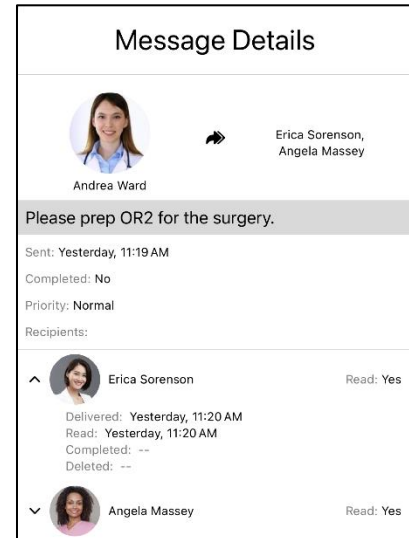 Message Details
Erica Sorenson,
Angela Massey
Andrea Ward
Please prep OR2 for the surgery.
Sent: Yesterday, 11:19 AM
Completed: No
Priority: Normal
Recipients:
Erica Sorenson Read: Yes
Delivered: Yesterday, 11:20 AM
Read: Yesterday, 11:20 AM
Completed: --
Deleted: --
Angela Massey Read: Yes